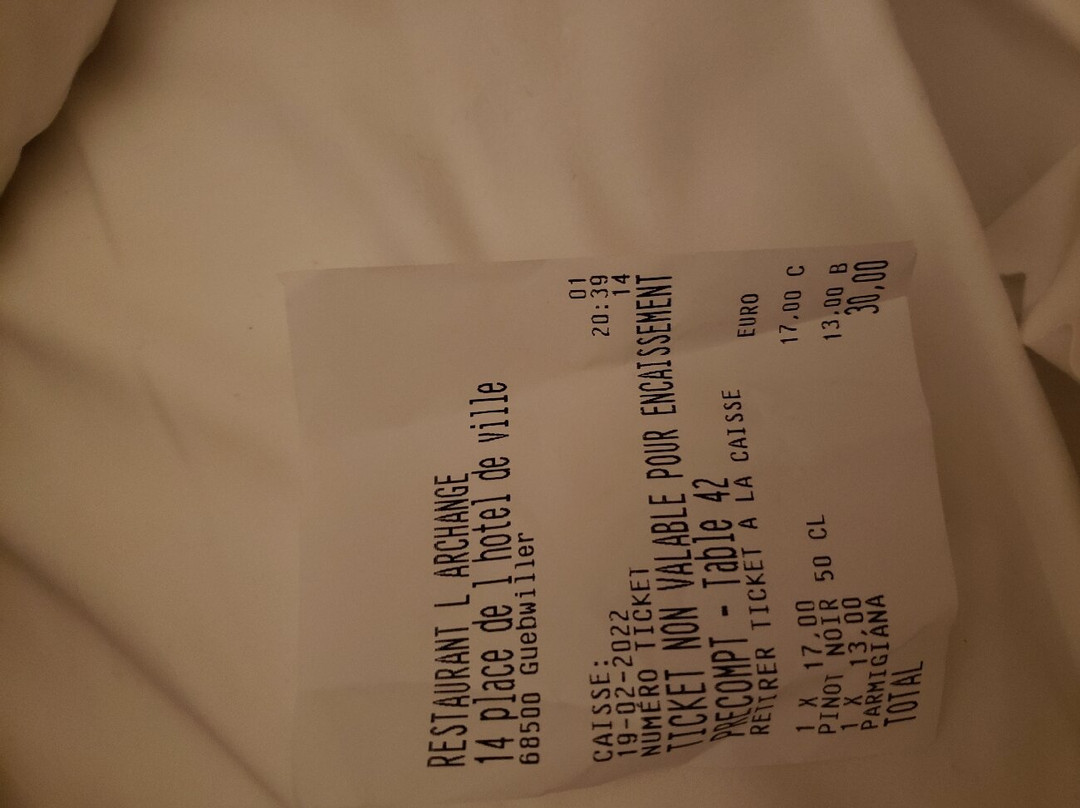 RESTAURANT L ARCHANGE
14 place de l hotel de ville
68500 Guebwiller
CAISSE: 01
19-02-2022 20:39
NUMÉRO TICKET 14
TICKET NON VALABLE POUR ENCAISSEMENT
PRECOMPT - Table 42
RETIRER TICKET A LA CAISSE EURO
1 X 17,00
PINOT NOIR 50 CL 17,00 C
1 X 13,00
PARMIGIANA 13,00 B
TOTAL 30,00